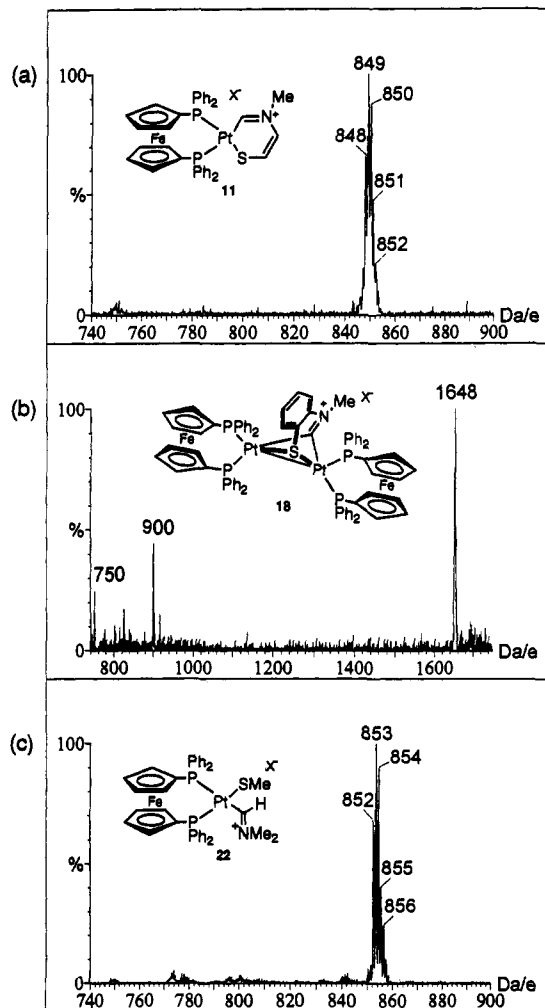 (a)
100
%
0
849
850
848
851
852
Ph2
P
Fe
P
Ph2
Pt
S
N+
Me
X-
11
740 760 780 800 820 840 860 880 900
Da/e
(b)
100
%
0
750
900
1648
Fe
PPh2
P
Ph2
Pt
S
N+
Me
X-
Pt
Ph2
P
Fe
P
Ph2
18
800 1000 1200 1400 1600
Da/e
(c)
100
%
0
853
854
852
855
856
Ph2
P
Fe
P
Ph2
Pt
SMe
H
+NMe2
X-
22
740 760 780 800 820 840 860 880 900
Da/e